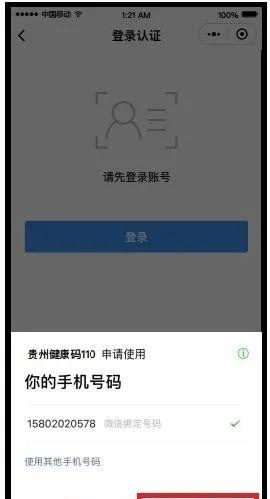 中国移动 1:21 AM 100%
登录认证
请先登录账号
登录
贵州健康码110 申请使用
你的手机号码
15802020578 微信绑定号码
使用其他手机号码